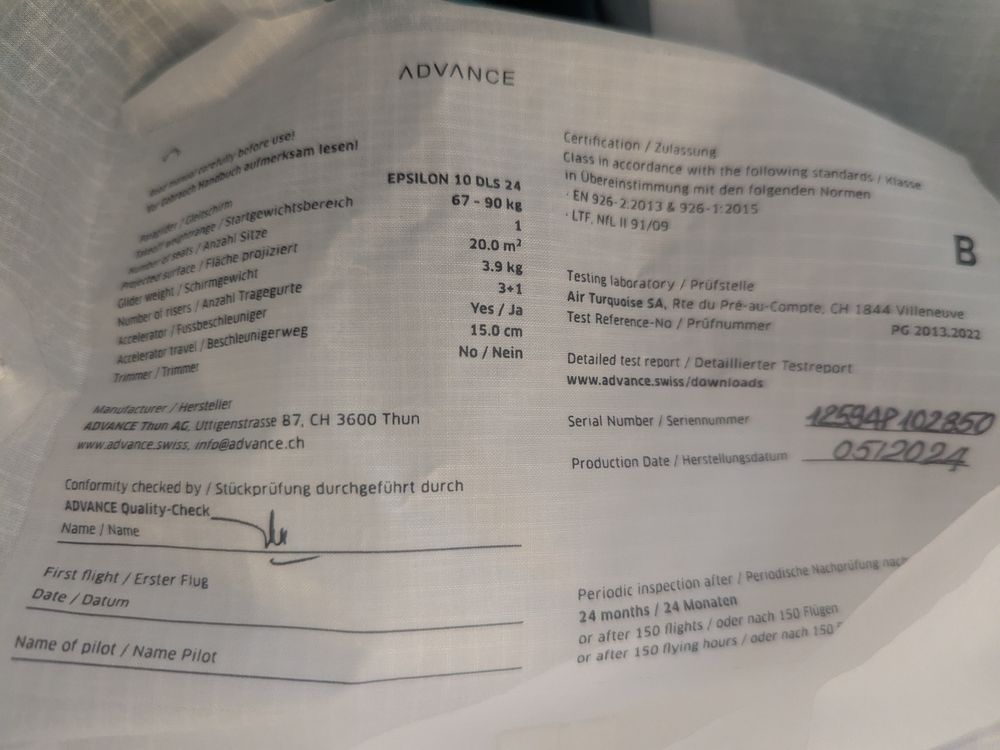 ADVANCE
Read manual carefully before use!
Vor Gebrauch Handbuch aufmerksam lesen!
Paraglider / Gleitschirm EPSILON 10 DLS 24
Takeoff weightrange / Startgewichtsbereich 67 - 90 kg
Number of seats / Anzahl Sitze 1
Projected surface / Fläche projiziert 20.0 m²
Glider weight / Schirmgewicht 3.9 kg
Number of risers / Anzahl Tragegurte 3+1
Accelerator / Fussbeschleuniger Yes / Ja
Accelerator travel / Beschleunigerweg 15.0 cm
Trimmer / Trimmer No / Nein
Manufacturer / Hersteller
ADVANCE Thun AG, Uttigenstrasse 87, CH 3600 Thun
www.advance.swiss, info@advance.ch
Conformity checked by / Stückprüfung durchgeführt durch
ADVANCE Quality-Check
Name / Name
First flight / Erster Flug
Date / Datum
Name of pilot / Name Pilot
Certification / Zulassung
Class in accordance with the following standards / Klasse
in Übereinstimmung mit den folgenden Normen
· EN 926-2:2013 & 926-1:2015
· LTF, NfL II 91/09
B
Testing laboratory / Prüfstelle
Air Turquoise SA, Rte du Pré-au-Compte, CH 1844 Villeneuve
Test Reference-No / Prüfnummer PG 2013.2022
Detailed test report / Detaillierter Testreport
www.advance.swiss/downloads
Serial Number / Seriennummer 12594P102850
Production Date / Herstellungsdatum 05/2024
Periodic inspection after / Periodische Nachprüfung nach
24 months / 24 Monaten
or after 150 flights / oder nach 150 Flügen
or after 150 flying hours / oder nach 150